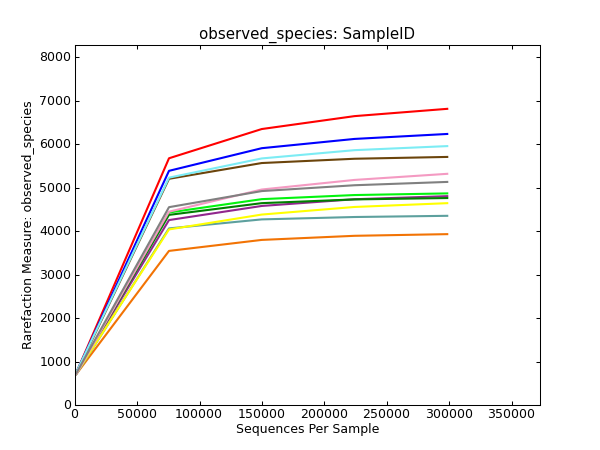 observed_species: SampleID
8000
7000
6000
5000
4000
3000
2000
1000
0
Rarefaction Measure: observed_species
0 50000 100000 150000 200000 250000 300000 350000
Sequences Per Sample